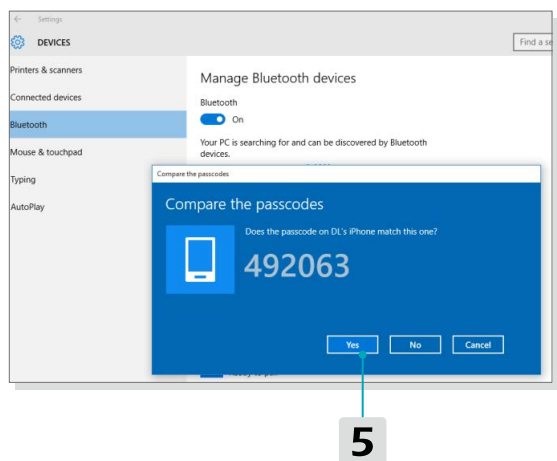 Settings
DEVICES
Find a se
Printers & scanners
Connected devices
Bluetooth
Mouse & touchpad
Typing
AutoPlay
Manage Bluetooth devices
Bluetooth
On
Your PC is searching for and can be discovered by Bluetooth
devices.
Compare the passcodes
Compare the passcodes
Does the passcode on DL's iPhone match this one?
492063
Yes No Cancel
5